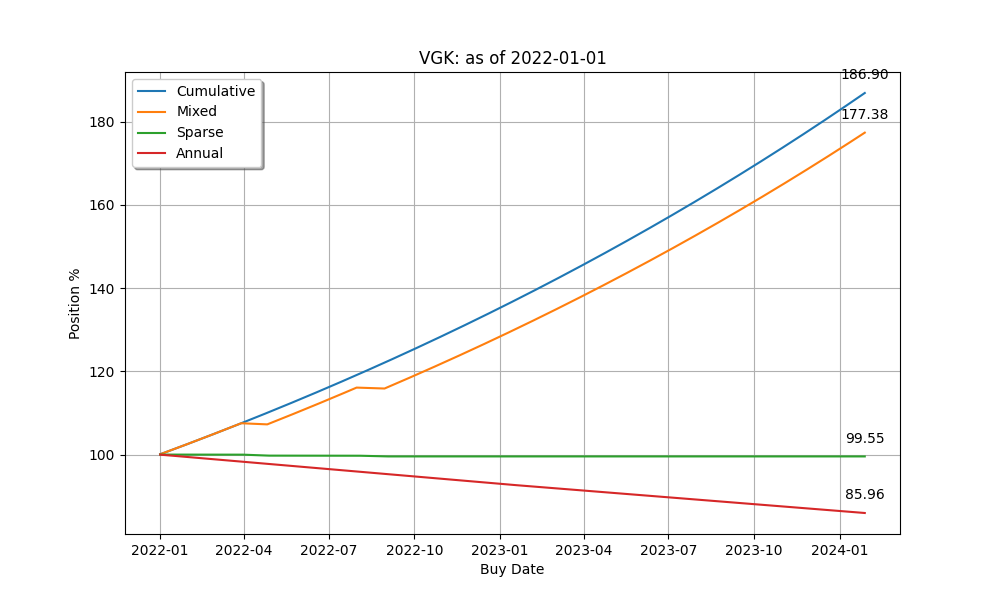 VGK: as of 2022-01-01
186.90
Cumulative
Mixed
177.38
Sparse
Annual
180
160
140
120
100
99.55
85.96
Position %
2022-01 2022-04 2022-07 2022-10 2023-01 2023-04 2023-07 2023-10 2024-01
Buy Date